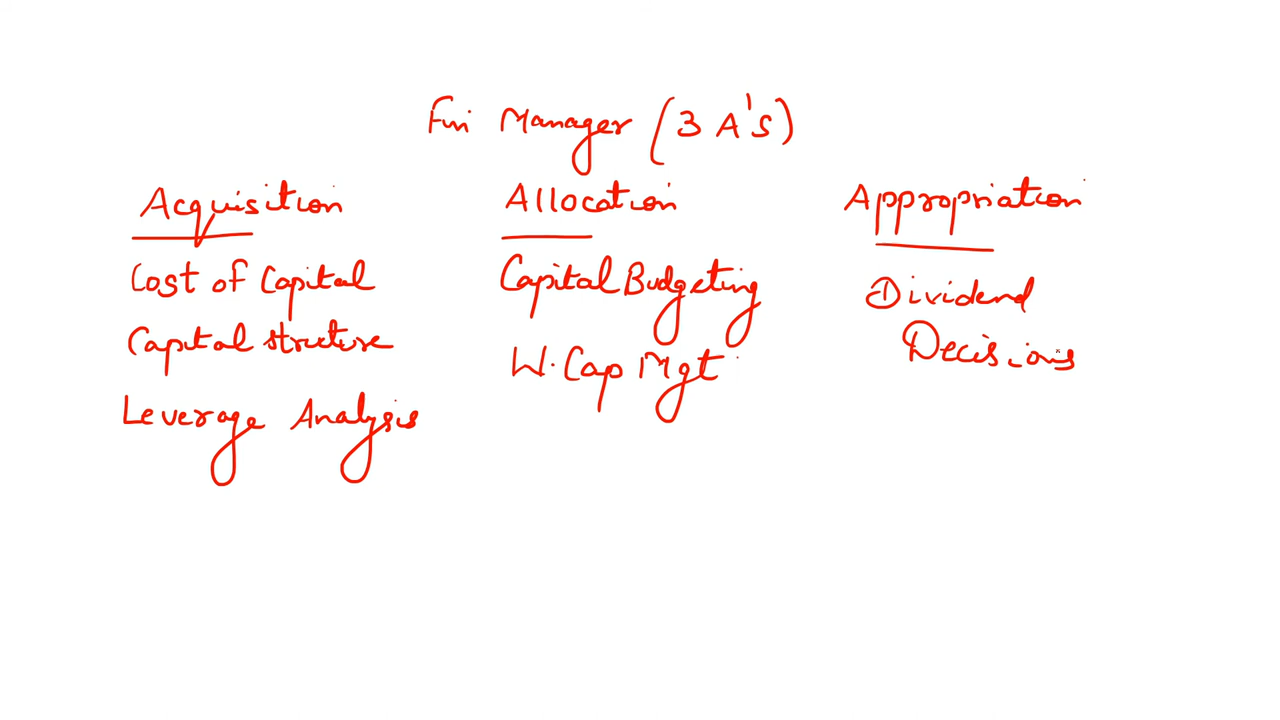 Fin Manager (3 A's)
Acquisition
Cost of Capital
Capital structure
Leverage Analysis
Allocation
Capital Budgeting
W. Cap Mgt
Appropriation
Dividend
Decisions